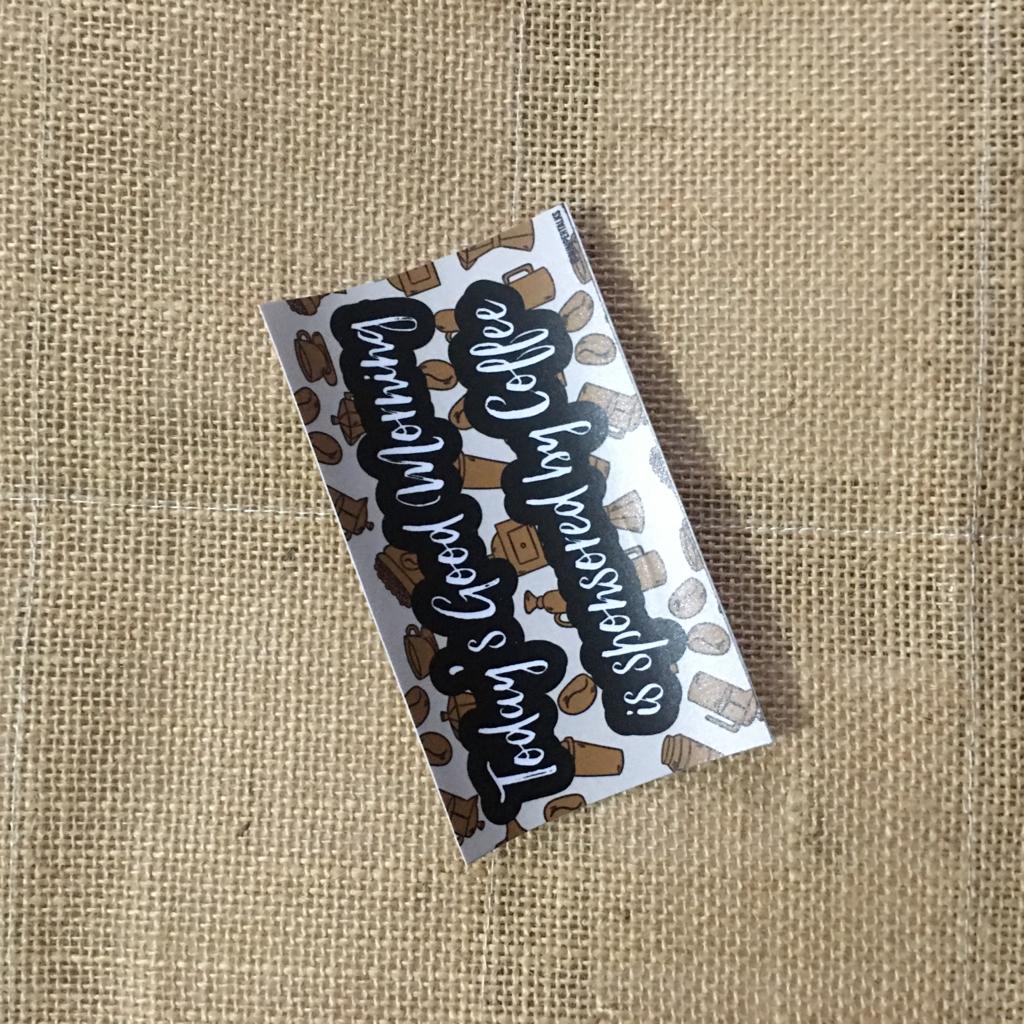 Today's Good Morning
is sponsored by Coffee